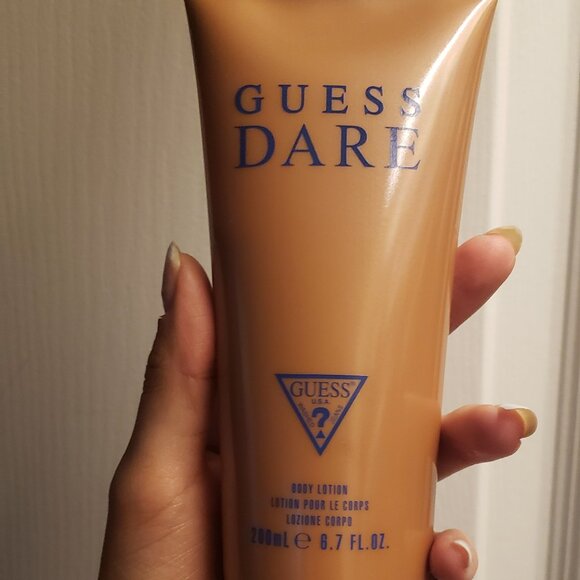 GUESS
DARE
GUESS®
U.S.A.
?
BODY LOTION
LOTION POUR LE CORPS
LOZIONE CORPO
200mL e 6.7 FL.OZ.